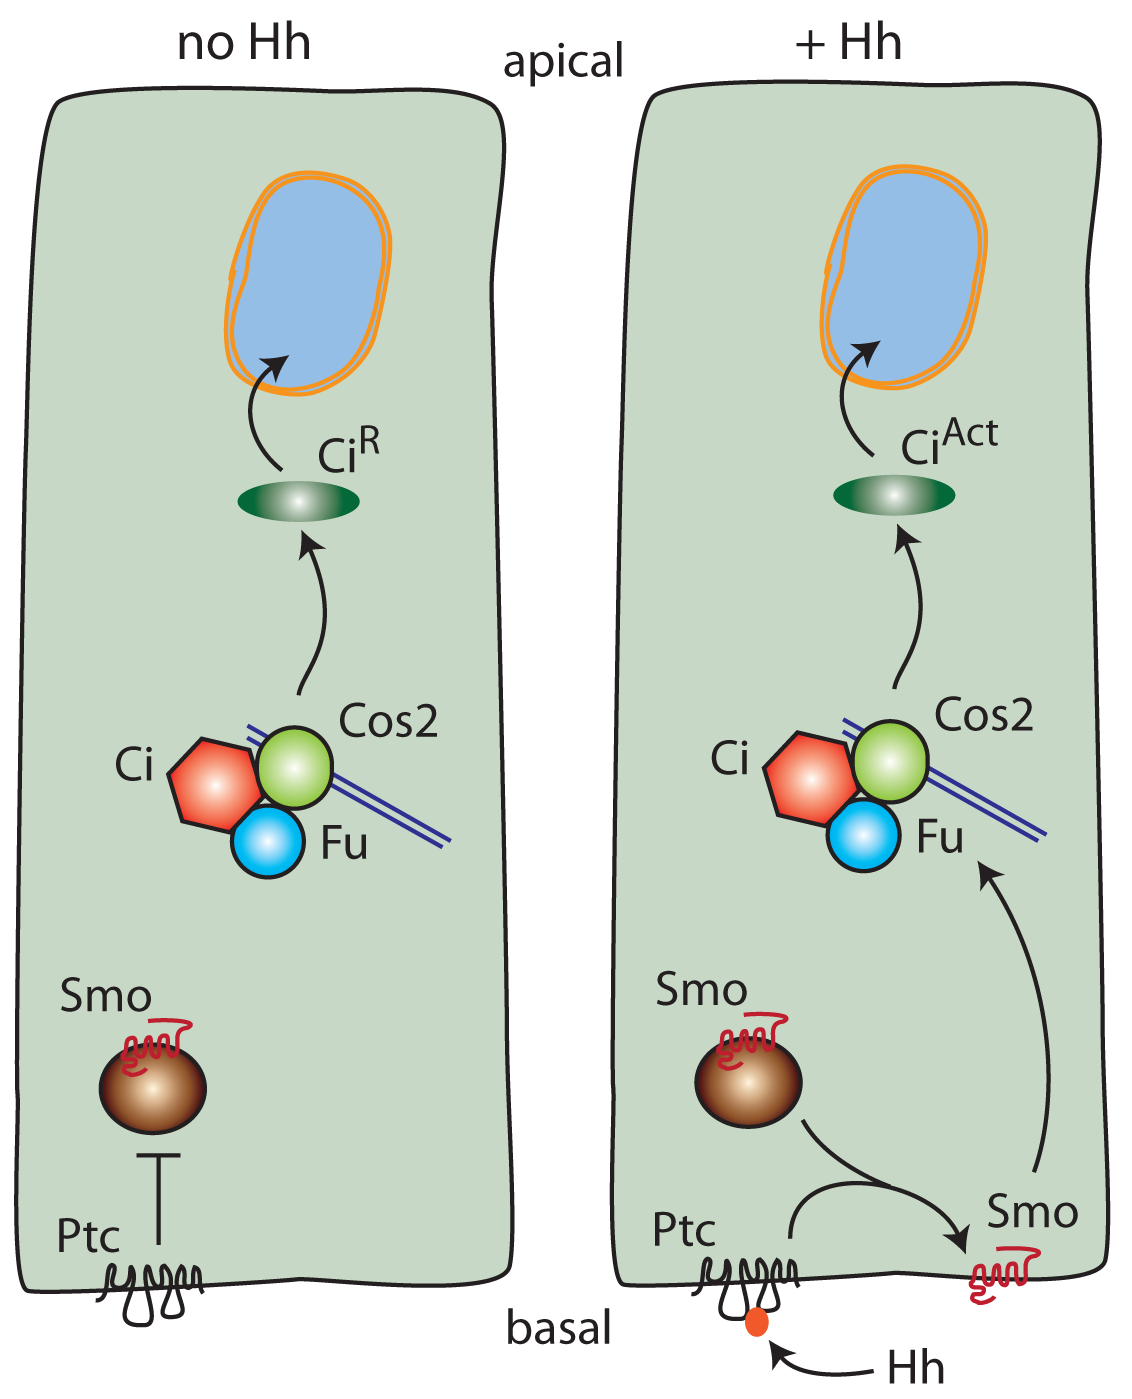 no Hh
apical
+ Hh
Ci^R
Cos2
Ci
Fu
Smo
Ptc
Ci^Act
Cos2
Ci
Fu
Smo
Ptc
Smo
basal
Hh